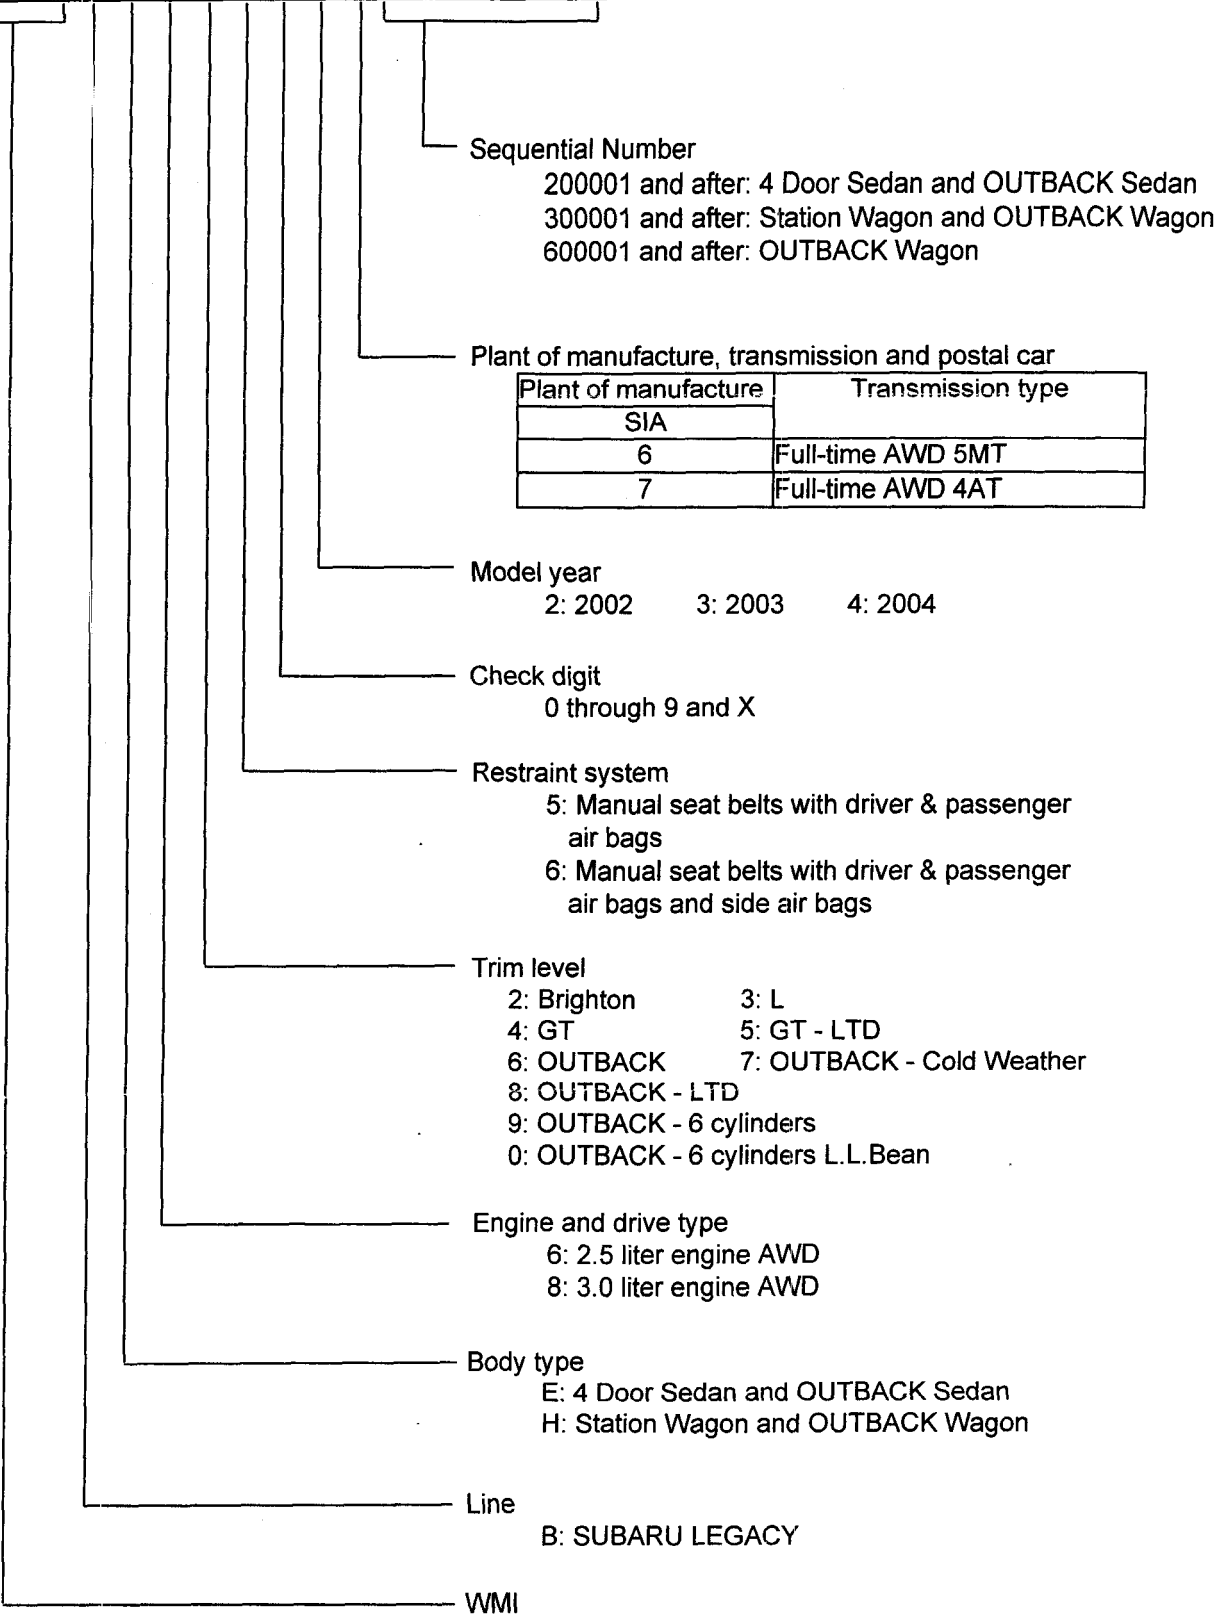 Sequential Number
200001 and after: 4 Door Sedan and OUTBACK Sedan
300001 and after: Station Wagon and OUTBACK Wagon
600001 and after: OUTBACK Wagon
Plant of manufacture, transmission and postal car
Plant of manufacture Transmission type
SIA
6 Full-time AWD 5MT
7 Full-time AWD 4AT
Model year
2: 2002 3: 2003 4: 2004
Check digit
0 through 9 and X
Restraint system
5: Manual seat belts with driver & passenger
air bags
6: Manual seat belts with driver & passenger
air bags and side air bags
Trim level
2: Brighton 3: L
4: GT 5: GT - LTD
6: OUTBACK 7: OUTBACK - Cold Weather
8: OUTBACK - LTD
9: OUTBACK - 6 cylinders
0: OUTBACK - 6 cylinders L.L.Bean
Engine and drive type
6: 2.5 liter engine AWD
8: 3.0 liter engine AWD
Body type
E: 4 Door Sedan and OUTBACK Sedan
H: Station Wagon and OUTBACK Wagon
Line
B: SUBARU LEGACY
WMI